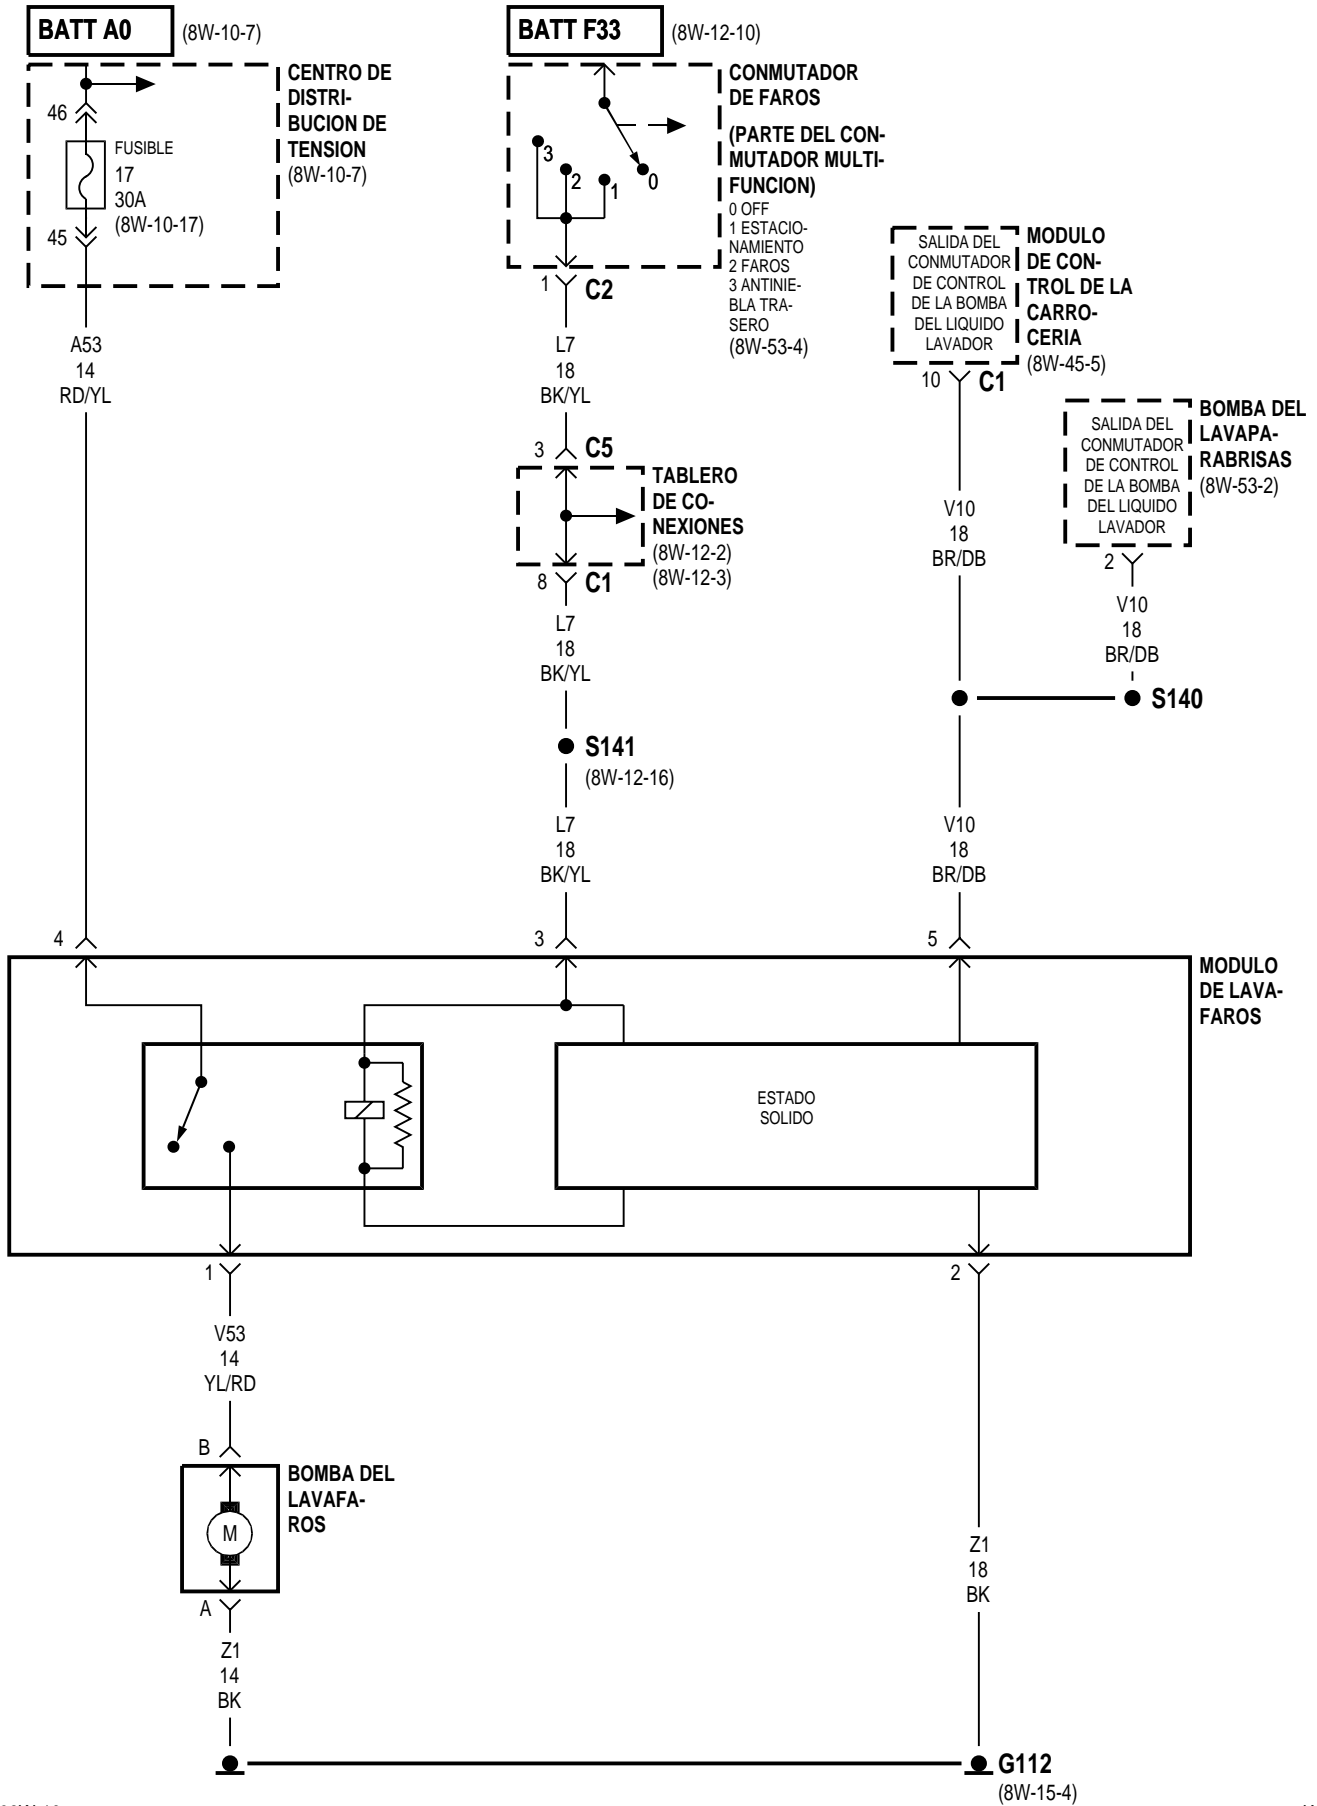 BATT A0
(8W-10-7)
CENTRO DE
DISTRI-
BUCION DE
TENSION
(8W-10-7)
46
FUSIBLE
17
30A
(8W-10-17)
45
A53
14
RD/YL
BATT F33
(8W-12-10)
CONMUTADOR
DE FAROS
(PARTE DEL CON-
MUTADOR MULTI-
FUNCION)
0 OFF
1 ESTACIO-
NAMIENTO
2 FAROS
3 ANTINIE-
BLA TRA-
SERO
(8W-53-4)
3
2
1
0
1
C2
L7
18
BK/YL
3
C5
TABLERO
DE CO-
NEXIONES
(8W-12-2)
(8W-12-3)
8
C1
L7
18
BK/YL
S141
(8W-12-16)
L7
18
BK/YL
SALIDA DEL
CONMUTADOR
DE CONTROL
DE LA BOMBA
DEL LIQUIDO
LAVADOR
MODULO
DE CON-
TROL DE LA
CARRO-
CERIA
(8W-45-5)
10
C1
V10
18
BR/DB
SALIDA DEL
CONMUTADOR
DE CONTROL
DE LA BOMBA
DEL LIQUIDO
LAVADOR
BOMBA DEL
LAVAPA-
RABRISAS
(8W-53-2)
2
V10
18
BR/DB
S140
V10
18
BR/DB
4
3
5
MODULO
DE LAVA-
FAROS
ESTADO
SOLIDO
1
2
V53
14
YL/RD
B
BOMBA DEL
LAVAFA-
ROS
M
A
Z1
14
BK
Z1
18
BK
G112
(8W-15-4)